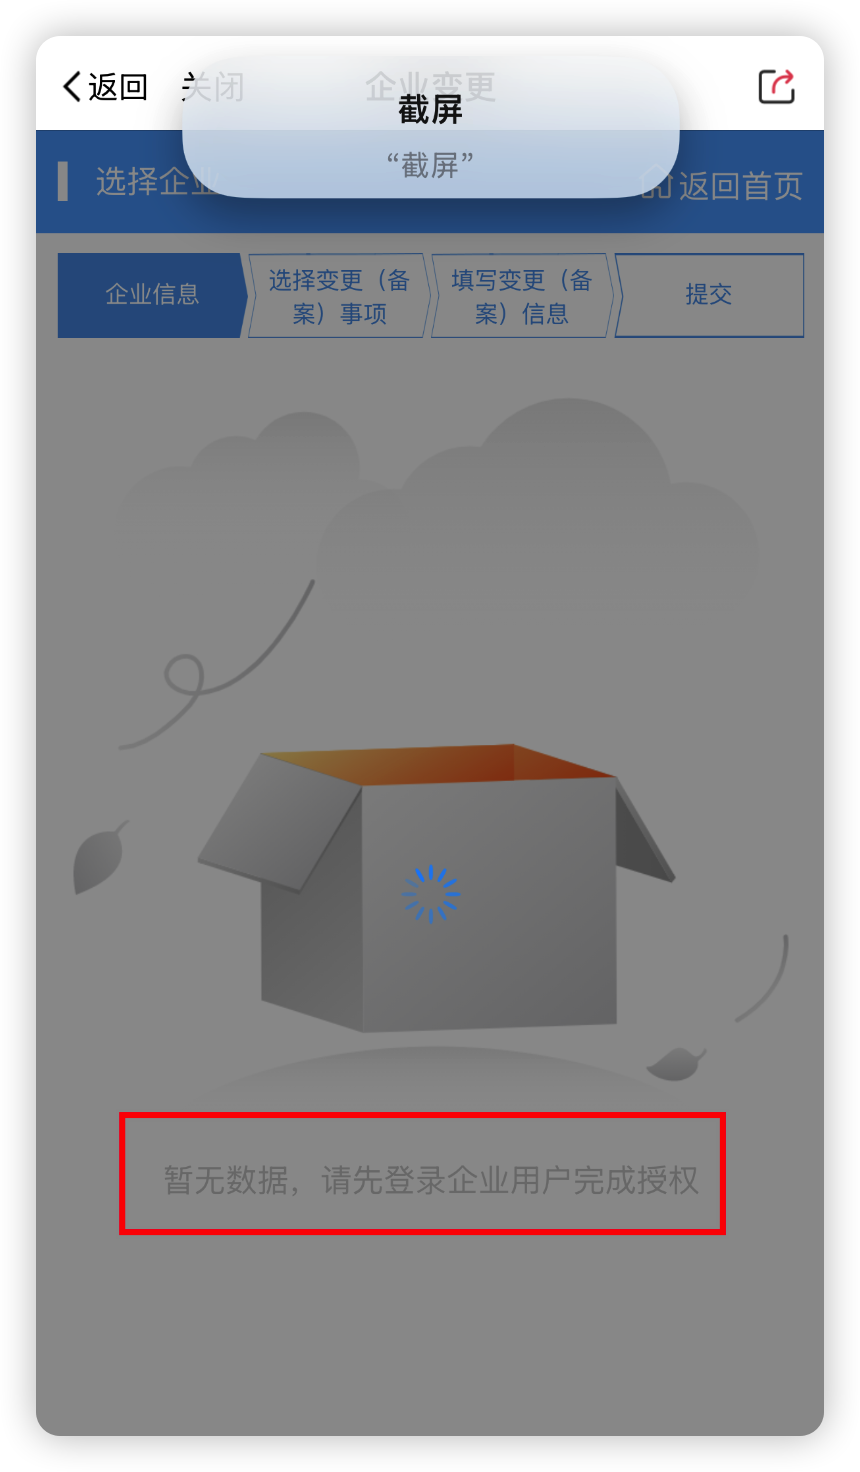 返回 关闭 企业变更
截屏
“截屏”
选择企业 返回首页
企业信息
选择变更（备
案）事项
填写变更（备
案）信息
提交
暂无数据，请先登录企业用户完成授权